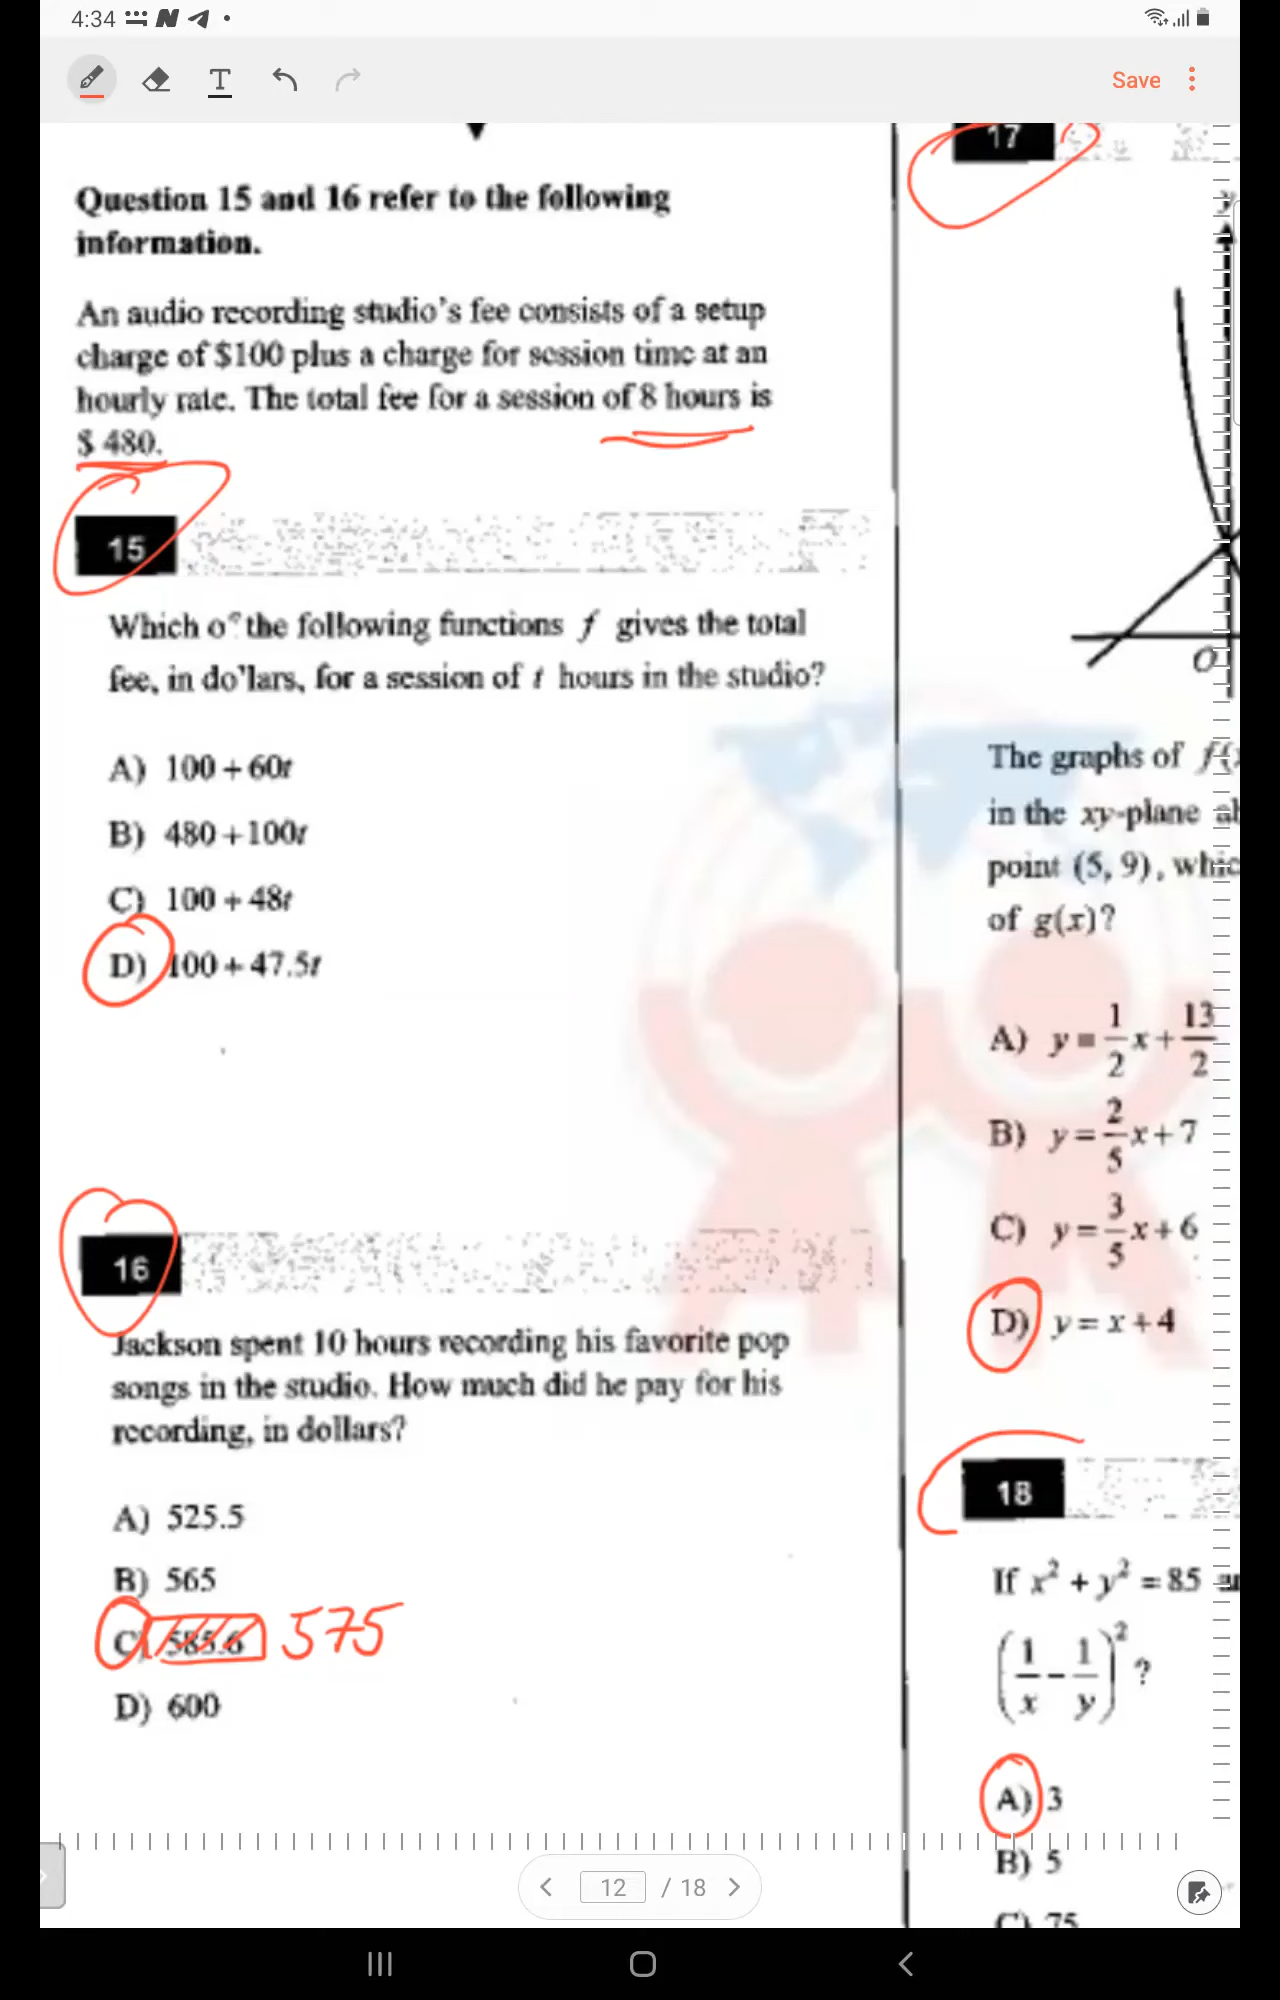 4:34
Save
Question 15 and 16 refer to the following
information.
An audio recording studio's fee consists of a setup
charge of $100 plus a charge for session time at an
hourly rate. The total fee for a session of 8 hours is
$ 480.
15
Which of the following functions f gives the total
fee, in dollars, for a session of t hours in the studio?
A) 100 + 60t
B) 480 + 100t
C) 100 + 48t
D) 100 + 47.5t
16
Jackson spent 10 hours recording his favorite pop
songs in the studio. How much did he pay for his
recording, in dollars?
A) 525.5
B) 565
C) 585.6 575
D) 600
17
y
O
The graphs of
in the xy-plane
point (5, 9),
of g(x)?
A) y = 1/2 x + 13/2
B) y = 2/5 x + 7
C) y = 3/5 x + 6
D) y = x + 4
18
If x² + y² = 85
(1/x - 1/y)² ?
A) 3
B) 5
C) 75
12 / 18